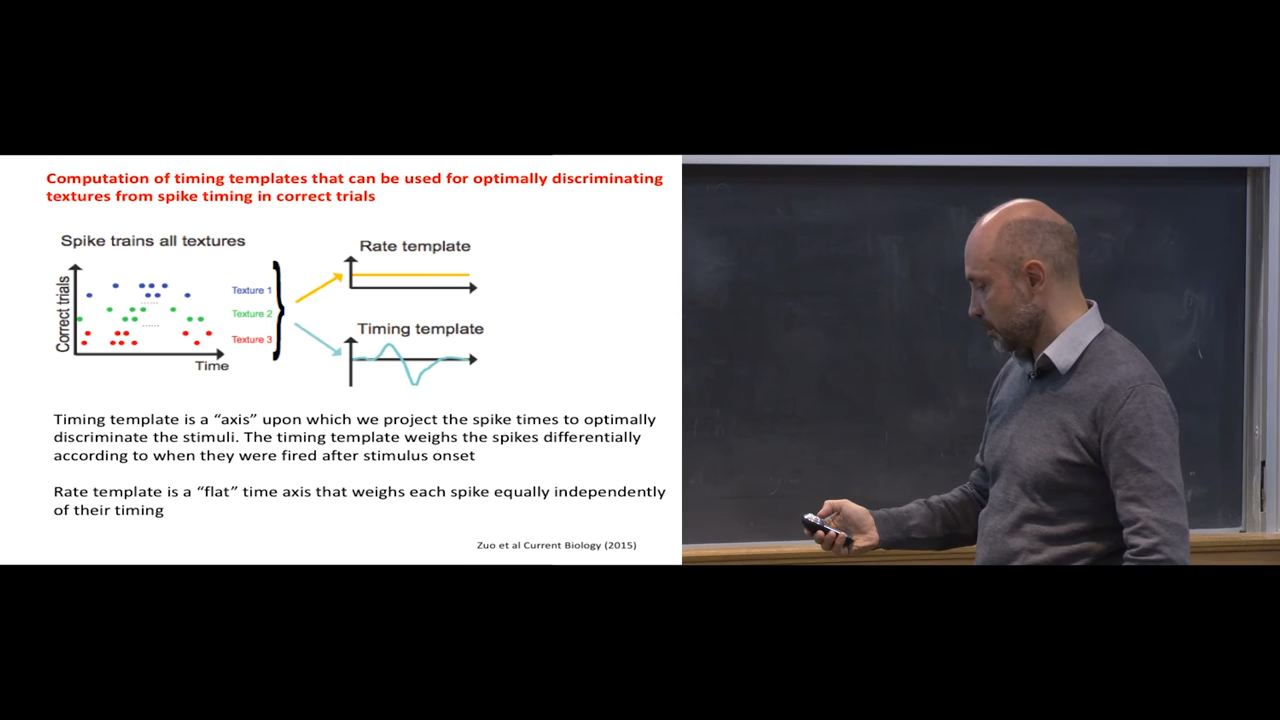 Computation of timing templates that can be used for optimally discriminating
textures from spike timing in correct trials
Spike trains all textures
Correct trials
Texture 1
Texture 2
Texture 3
Time
Rate template
Timing template
Timing template is a “axis” upon which we project the spike times to optimally
discriminate the stimuli. The timing template weighs the spikes differentially
according to when they were fired after stimulus onset
Rate template is a “flat” time axis that weighs each spike equally independently
of their timing
Zuo et al Current Biology (2015)